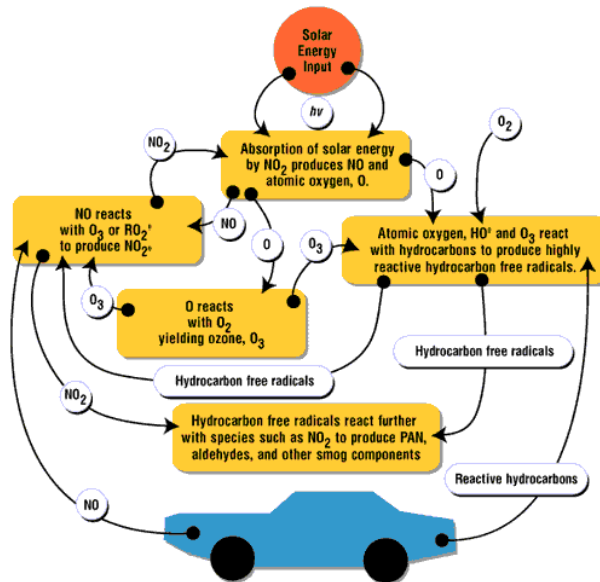 Solar
Energy
Input
hv
NO2
O2
Absorption of solar energy
by NO2 produces NO and
atomic oxygen, O.
O
NO reacts
with O3 or RO2•
to produce NO2•
NO
O
O3
Atomic oxygen, HO• and O3 react
with hydrocarbons to produce highly
reactive hydrocarbon free radicals.
O3
O reacts
with O2
yielding ozone, O3
Hydrocarbon free radicals
Hydrocarbon free radicals
NO2
Hydrocarbon free radicals react further
with species such as NO2 to produce PAN,
aldehydes, and other smog components
Reactive hydrocarbons
NO